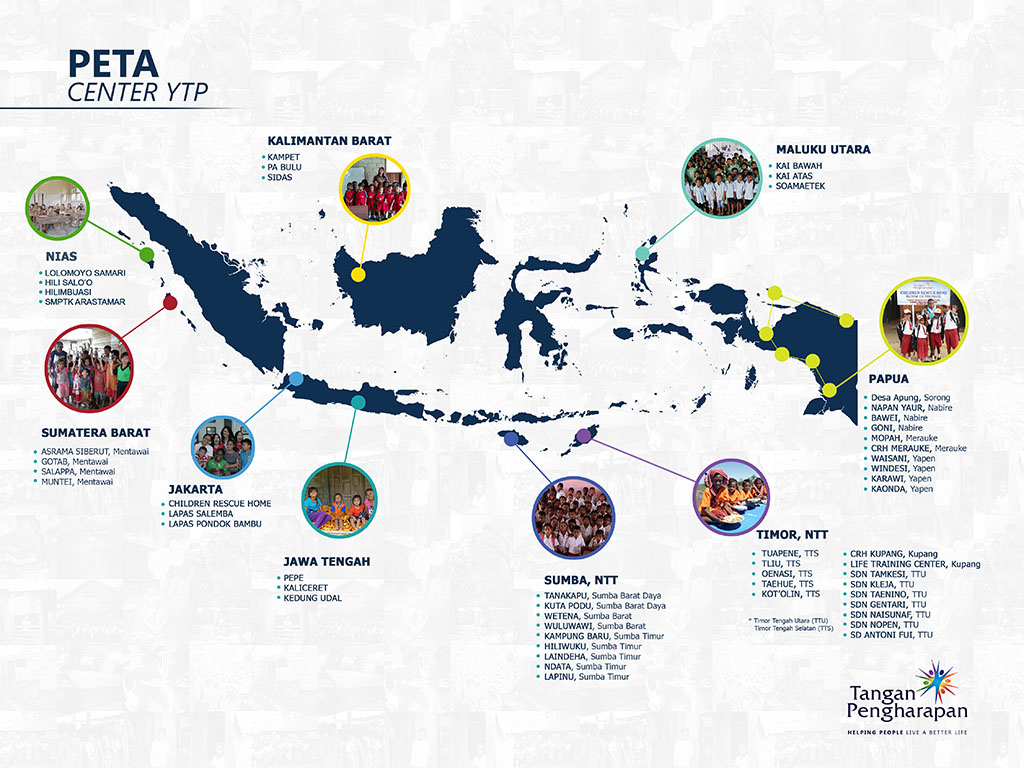 PETA
CENTER YTP
KALIMANTAN BARAT
KAMPET
PA BULU
SIDAS
MALUKU UTARA
KAI BAWAH
KAI ATAS
SOAMAETEK
NIAS
LOLOMOYO SAMARI
HILI SALO'O
HILIMBUASI
SMPTK ARASTAMAR
SUMATERA BARAT
ASRAMA SIBERUT, Mentawai
GOTAB, Mentawai
SALAPPA, Mentawai
MUNTEI, Mentawai
JAKARTA
CHILDREN RESCUE HOME
LAPAS SALEMBA
LAPAS PONDOK BAMBU
JAWA TENGAH
PEPE
KALICERET
KEDUNG UDAL
SUMBA, NTT
TANAKAPU, Sumba Barat Daya
KUTA PODU, Sumba Barat Daya
WETENA, Sumba Barat
WULUWAWI, Sumba Barat
KAMPUNG BARU, Sumba Timur
HILIWUKU, Sumba Timur
LAINDEHA, Sumba Timur
NDATA, Sumba Timur
LAPINU, Sumba Timur
PAPUA
Desa Apung, Sorong
NAPAN YAUR, Nabire
BAWEI, Nabire
GONI, Nabire
MOPAH, Merauke
CRH MERAUKE, Merauke
WAISANI, Yapen
WINDESI, Yapen
KARAWI, Yapen
KAONDA, Yapen
TIMOR, NTT
TUAPENE, TTS
TLIU, TTS
OENASI, TTS
TAEHUE, TTS
KOT'OLIN, TTS
* Timor Tengah Utara (TTU)
Timor Tengah Selatan (TTS)
CRH KUPANG, Kupang
LIFE TRAINING CENTER, Kupang
SDN TAMKESI, TTU
SDN KLEJA, TTU
SDN TAENINO, TTU
SDN GENTARI, TTU
SDN NAISUNAF, TTU
SDN NOPEN, TTU
SD ANTONI FUI, TTU
Tangan
Pengharapan
HELPING PEOPLE LIVE A BETTER LIFE